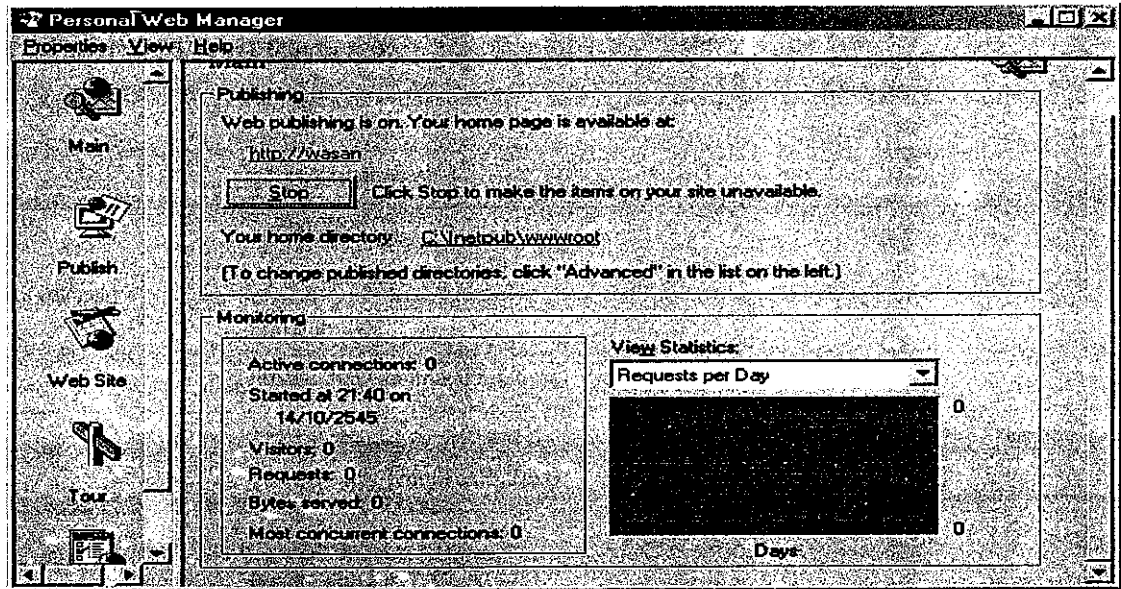 Personal Web Manager
Properties View Help
Main
Publish
Web Site
Tour
Main
Publishing
Web publishing is on. Your home page is available at:
http://wasan
Stop
Click Stop to make the items on your site unavailable.
Your home directory: C:\Inetpub\wwwroot
(To change published directories, click "Advanced" in the list on the left.)
Monitoring
Active connections: 0
Started at 21:40 on
14/10/2545
Visitors: 0
Requests: 0
Bytes served: 0
Most concurrent connections: 0
View Statistics:
Requests per Day
0
0
Days